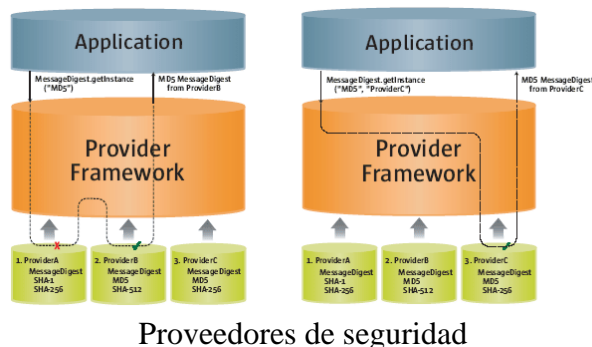 Application
MessageDigest.getInstance
("MD5")
MD5 MessageDigest
from ProviderB
Provider
Framework
1. ProviderA
MessageDigest
SHA-1
SHA-256
2. ProviderB
MessageDigest
MD5
SHA-512
3. ProviderC
MessageDigest
MD5
SHA-256
Application
MessageDigest.getInstance
("MD5", "ProviderC")
MD5 MessageDigest
from ProviderC
Provider
Framework
1. ProviderA
MessageDigest
SHA-1
SHA-256
2. ProviderB
MessageDigest
MD5
SHA-512
3. ProviderC
MessageDigest
MD5
SHA-256
Proveedores de seguridad